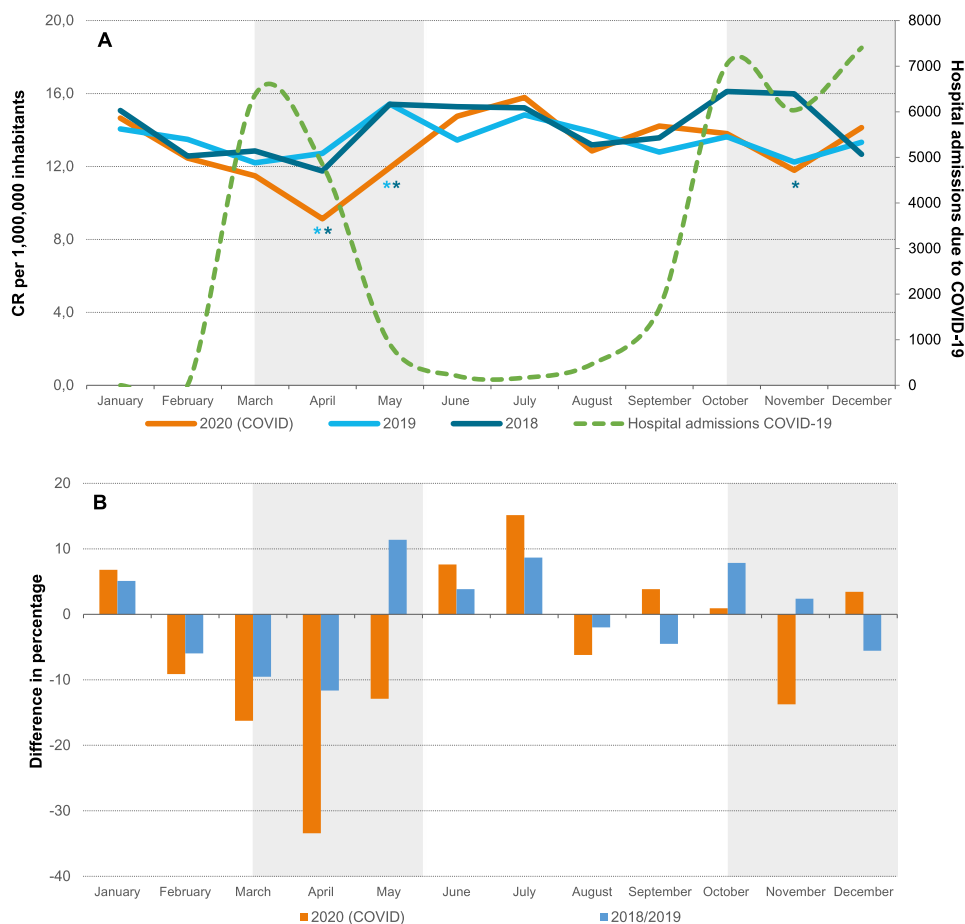 A
CR per 1,000,000 inhabitants
20,0
16,0
12,0
8,0
4,0
0,0
8000
7000
6000
5000
4000
3000
2000
1000
0
Hospital admissions due to COVID-19
* *
* *
*
January February March April May June July August September October November December
2020 (COVID) 2019 2018 Hospital admissions COVID-19
B
Difference in percentage
20
10
0
-10
-20
-30
-40
January February March April May June July August September October November December
2020 (COVID) 2018/2019